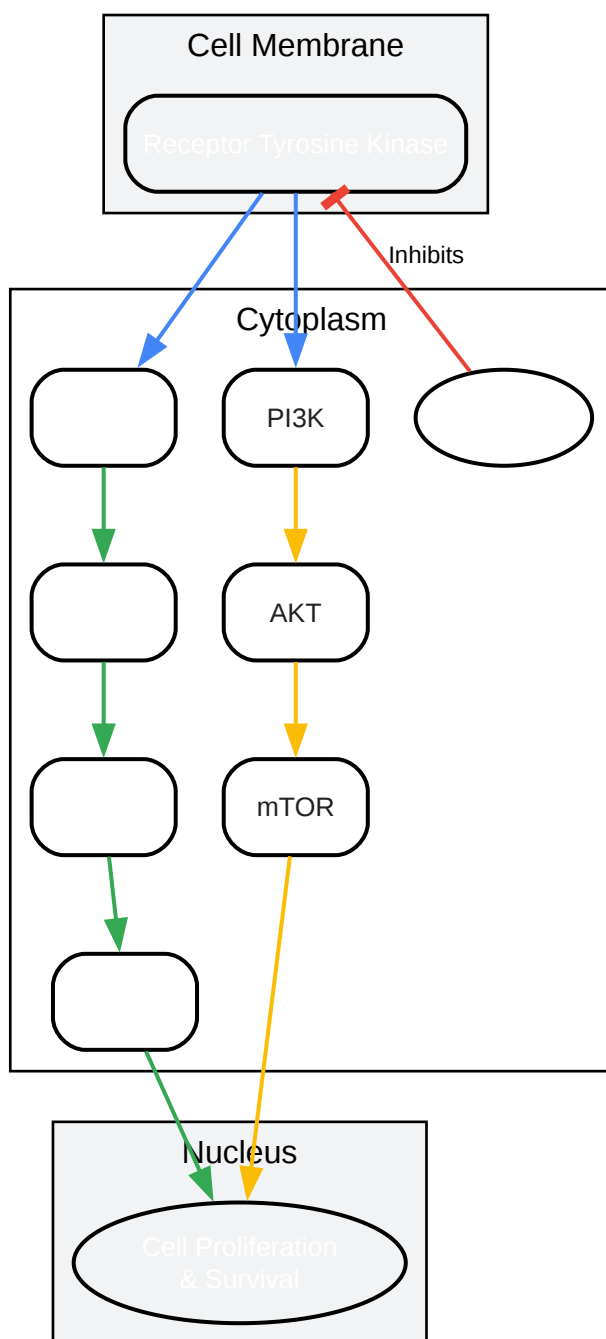 Cell Membrane
Receptor Tyrosine Kinase
Inhibits
Cytoplasm
PI3K
AKT
mTOR
Nucleus
Cell Proliferation
& Survival